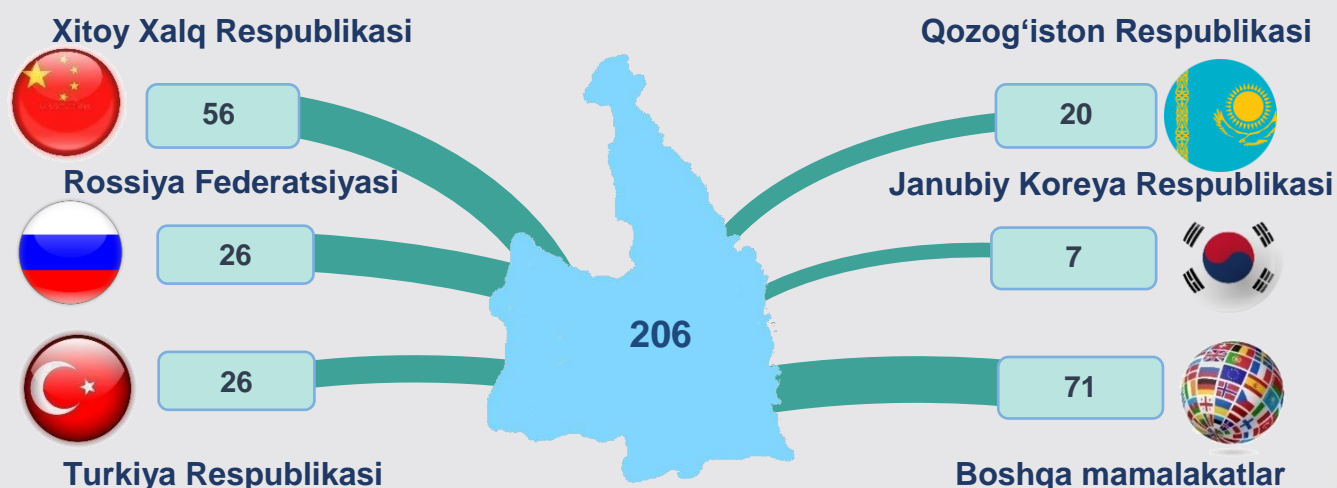 Xitoy Xalq Respublikasi
56
Rossiya Federatsiyasi
26
26
Turkiya Respublikasi
206
Qozog‘iston Respublikasi
20
Janubiy Koreya Respublikasi
7
71
Boshqa mamalakatlar